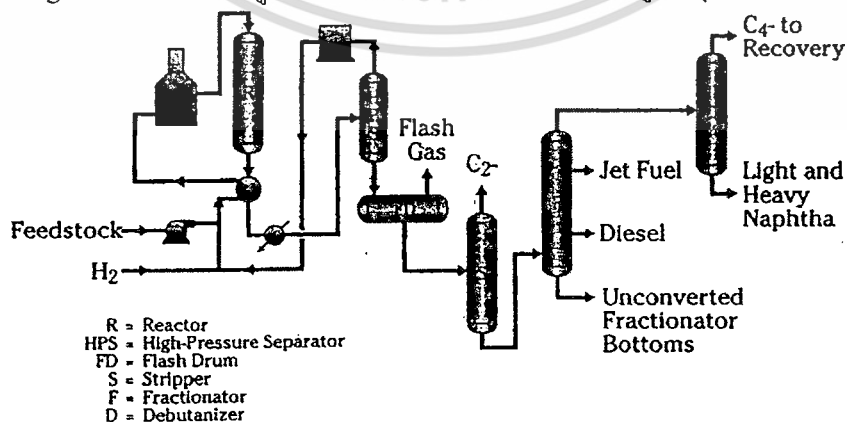 C4- to
Recovery
Flash
Gas
C2-
Jet Fuel
Light and
Heavy
Naphtha
Feedstock
Diesel
H2
Unconverted
Fractionator
Bottoms
R = Reactor
HPS = High-Pressure Separator
FD = Flash Drum
S = Stripper
F = Fractionator
D = Debutanizer